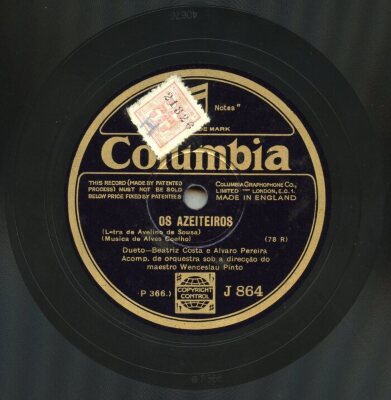 40670
Notes"
21326
DE MARK
Columbia
THIS RECORD (MADE BY PATENTED
PROCESS) MUST NOT BE SOLD
BELOW PRICE FIXED BY PATENTEES
COLUMBIA GRAPHOPHONE CO.,
LIMITED LONDON, E.C.1.
MADE IN ENGLAND
OS AZEITEIROS
(Letra de Avelino de Sousa)
(Musica de Alves Coelho) (78 R)
Dueto—Beatriz Costa e Alvaro Pereira
Acomp. de orquestra sob a direcção do
maestro Wenceslau Pinto
(P 366.) J 864
COPYRIGHT
CONTROL